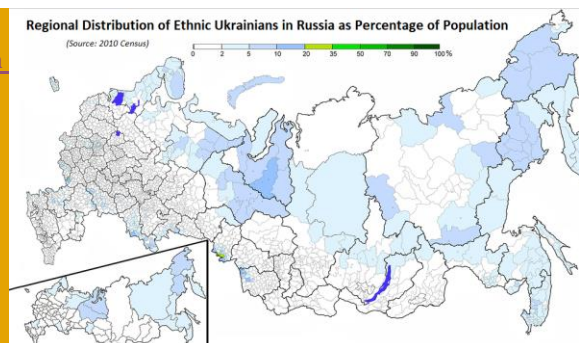 Regional Distribution of Ethnic Ukrainians in Russia as Percentage of Population
(Source: 2010 Census)
0 2 5 10 20 35 50 70 90 100%